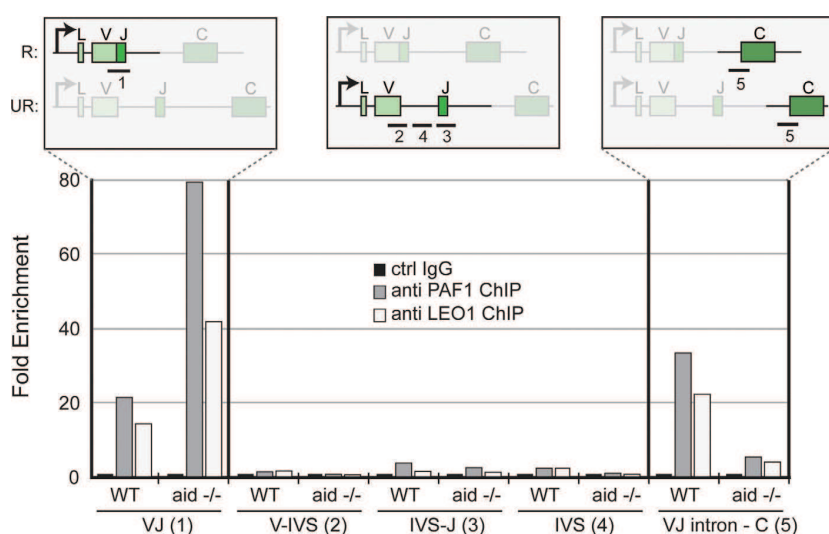 R: L V J C 1
UR: L V J C
L V J C
L V J C 2 4 3
L V J C 5
L V J C 5
80
60
40
20
0
Fold Enrichment
ctrl IgG
anti PAF1 ChIP
anti LEO1 ChIP
WT aid -/- WT aid -/- WT aid -/- WT aid -/- WT aid -/-
VJ (1) V-IVS (2) IVS-J (3) IVS (4) VJ intron - C (5)